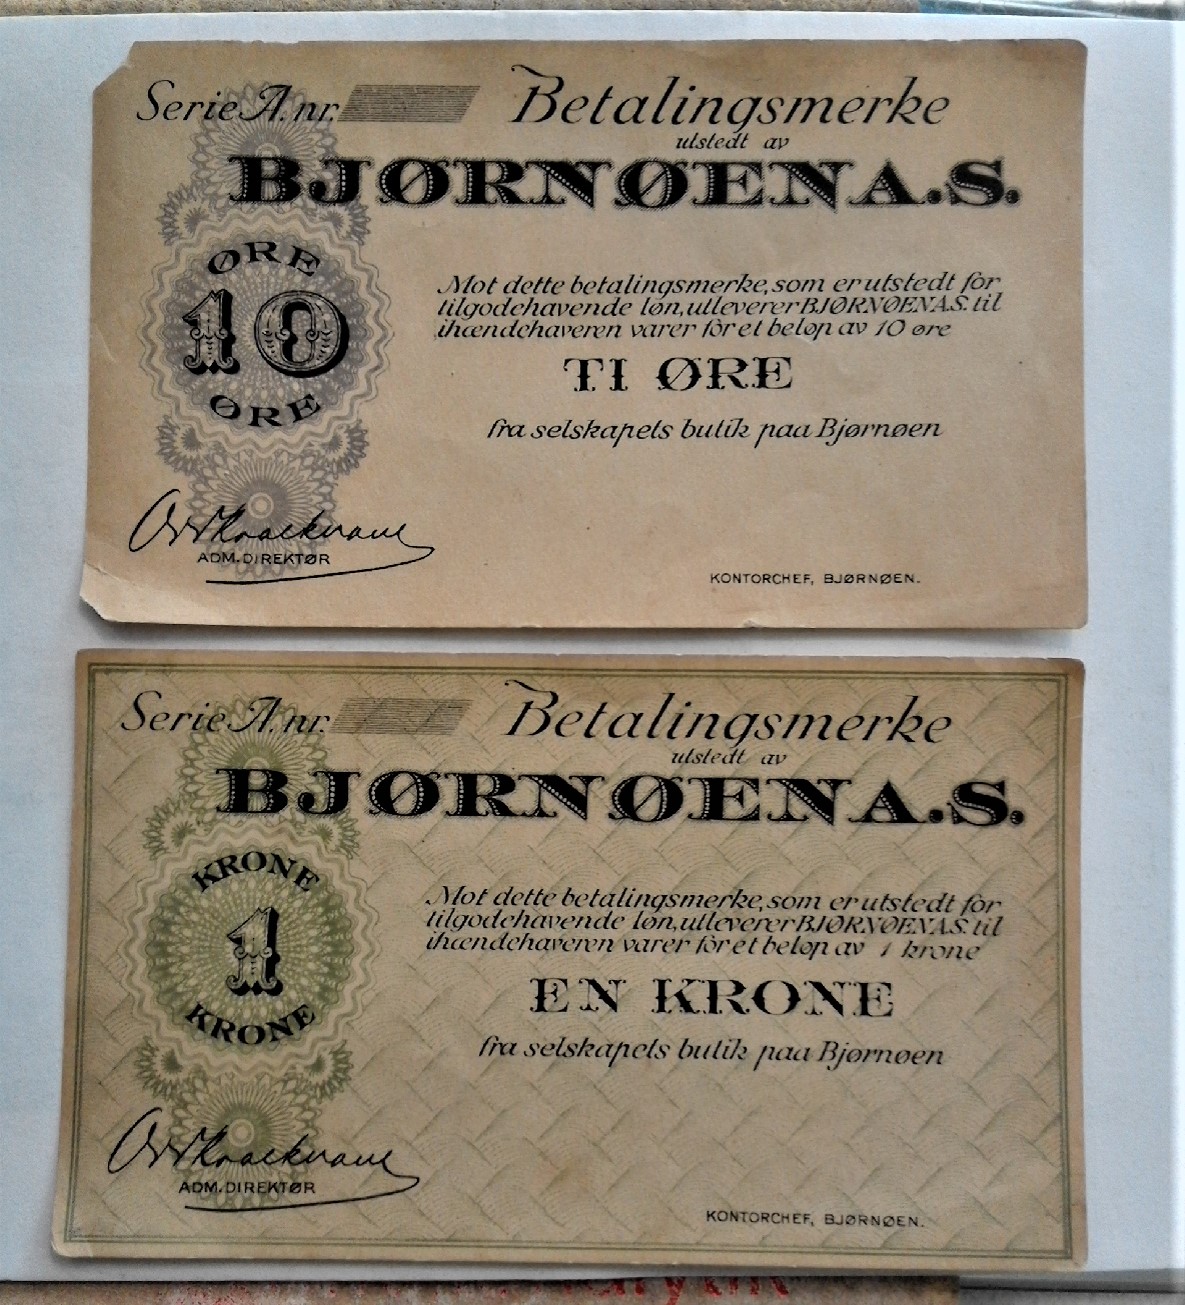 Serie A. nr.
Betalingsmerke
utstedt av
BJØRNØEN A.S.
ØRE
10
ØRE
Mot dette betalingsmerke, som er utstedt for
tilgodehavende løn, utleverer BJØRNØEN A.S. til
ihændehaveren varer for et beløp av 10 øre
TI ØRE
fra selskapets butik paa Bjørnøen
ADM. DIREKTØR
KONTORCHEF, BJØRNØEN.
Serie A. nr.
Betalingsmerke
utstedt av
BJØRNØEN A.S.
KRONE
1
KRONE
Mot dette betalingsmerke, som er utstedt for
tilgodehavende løn, utleverer BJØRNØEN A.S. til
ihændehaveren varer for et beløp av 1 krone
EN KRONE
fra selskapets butik paa Bjørnøen
ADM. DIREKTØR
KONTORCHEF, BJØRNØEN.